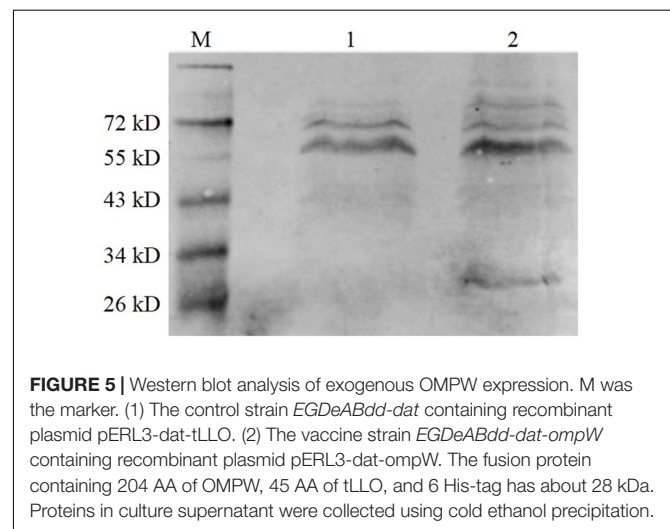 M 1 2
72 kD
55 kD
43 kD
34 kD
26 kD
FIGURE 5 | Western blot analysis of exogenous OMPW expression. M was
the marker. (1) The control strain EGDeABdd-dat containing recombinant
plasmid pERL3-dat-tLLO. (2) The vaccine strain EGDeABdd-dat-ompW
containing recombinant plasmid pERL3-dat-ompW. The fusion protein
containing 204 AA of OMPW, 45 AA of tLLO, and 6 His-tag has about 28 kDa.
Proteins in culture supernatant were collected using cold ethanol precipitation.